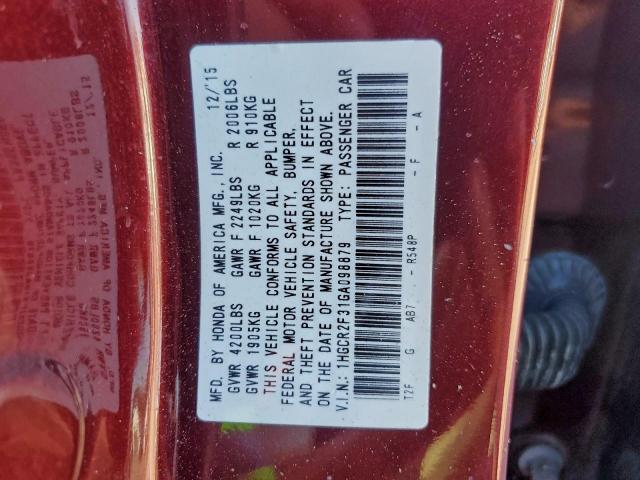 MFD. BY HONDA OF AMERICA MFG., INC. 12/'15
GVWR 4200LBS GAWR F 2249LBS R 2006LBS
GVWR 1905KG GAWR F 1020KG R 910KG
THIS VEHICLE CONFORMS TO ALL APPLICABLE
FEDERAL MOTOR VEHICLE SAFETY, BUMPER,
AND THEFT PREVENTION STANDARDS IN EFFECT
ON THE DATE OF MANUFACTURE SHOWN ABOVE.
V.I.N.: 1HGCR2F31GA098879 TYPE: PASSENGER CAR
T2F G AB7 -R548P -F -A